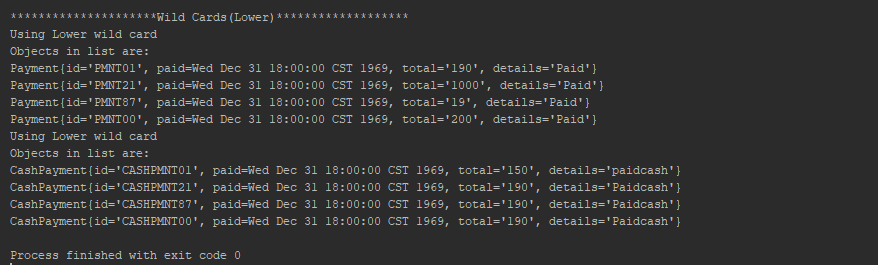 *********************Wild Cards(Lower)*******************
Using Lower wild card
Objects in list are:
Payment{id='PMNT01', paid=Wed Dec 31 18:00:00 CST 1969, total='190', details='Paid'}
Payment{id='PMNT21', paid=Wed Dec 31 18:00:00 CST 1969, total='1000', details='Paid'}
Payment{id='PMNT87', paid=Wed Dec 31 18:00:00 CST 1969, total='19', details='Paid'}
Payment{id='PMNT00', paid=Wed Dec 31 18:00:00 CST 1969, total='200', details='Paid'}
Using Lower wild card
Objects in list are:
CashPayment{id='CASHPMNT01', paid=Wed Dec 31 18:00:00 CST 1969, total='150', details='paidcash'}
CashPayment{id='CASHPMNT21', paid=Wed Dec 31 18:00:00 CST 1969, total='190', details='Paidcash'}
CashPayment{id='CASHPMNT87', paid=Wed Dec 31 18:00:00 CST 1969, total='190', details='Paidcash'}
CashPayment{id='CASHPMNT00', paid=Wed Dec 31 18:00:00 CST 1969, total='190', details='Paidcash'}
Process finished with exit code 0